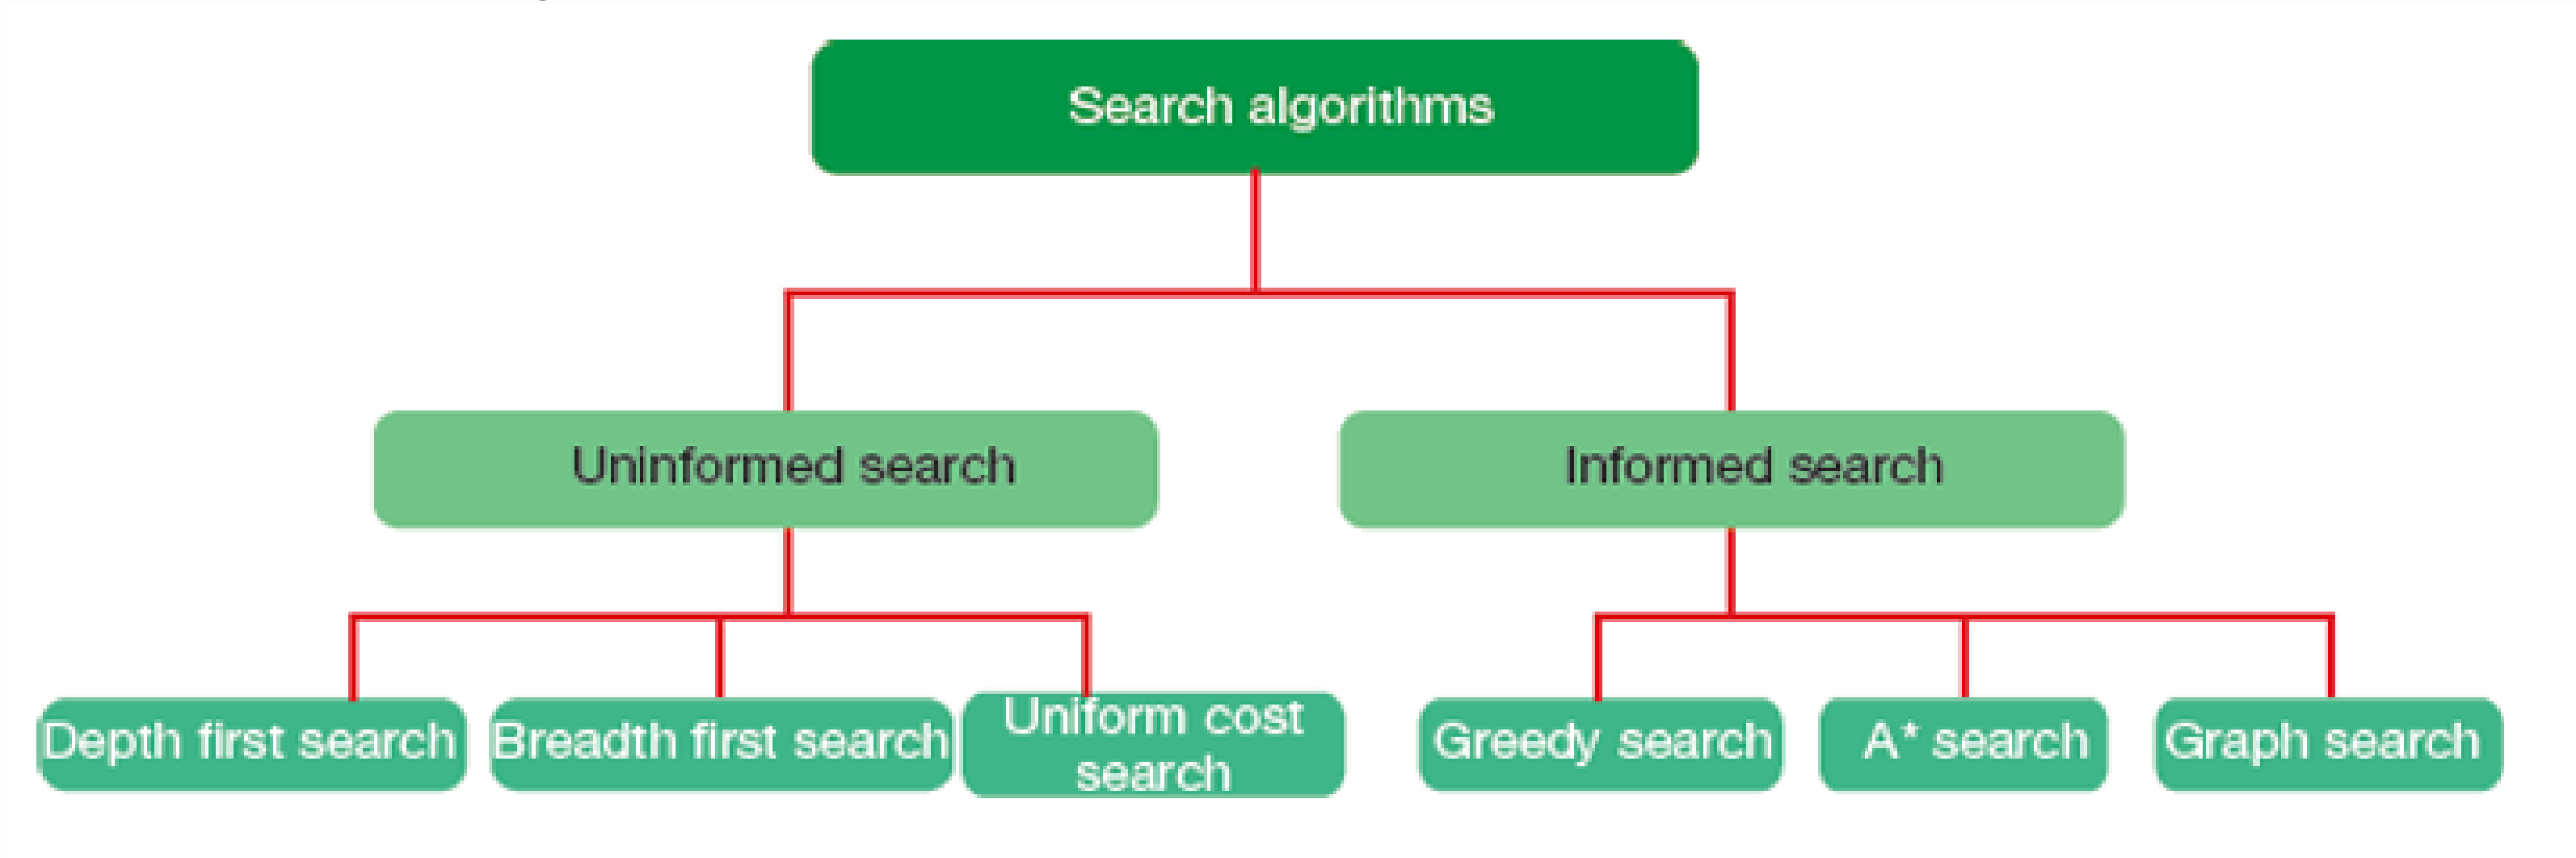 Search algorithms
Uninformed search
Informed search
Depth first search
Breadth first search
Uniform cost
search
Greedy search
A* search
Graph search